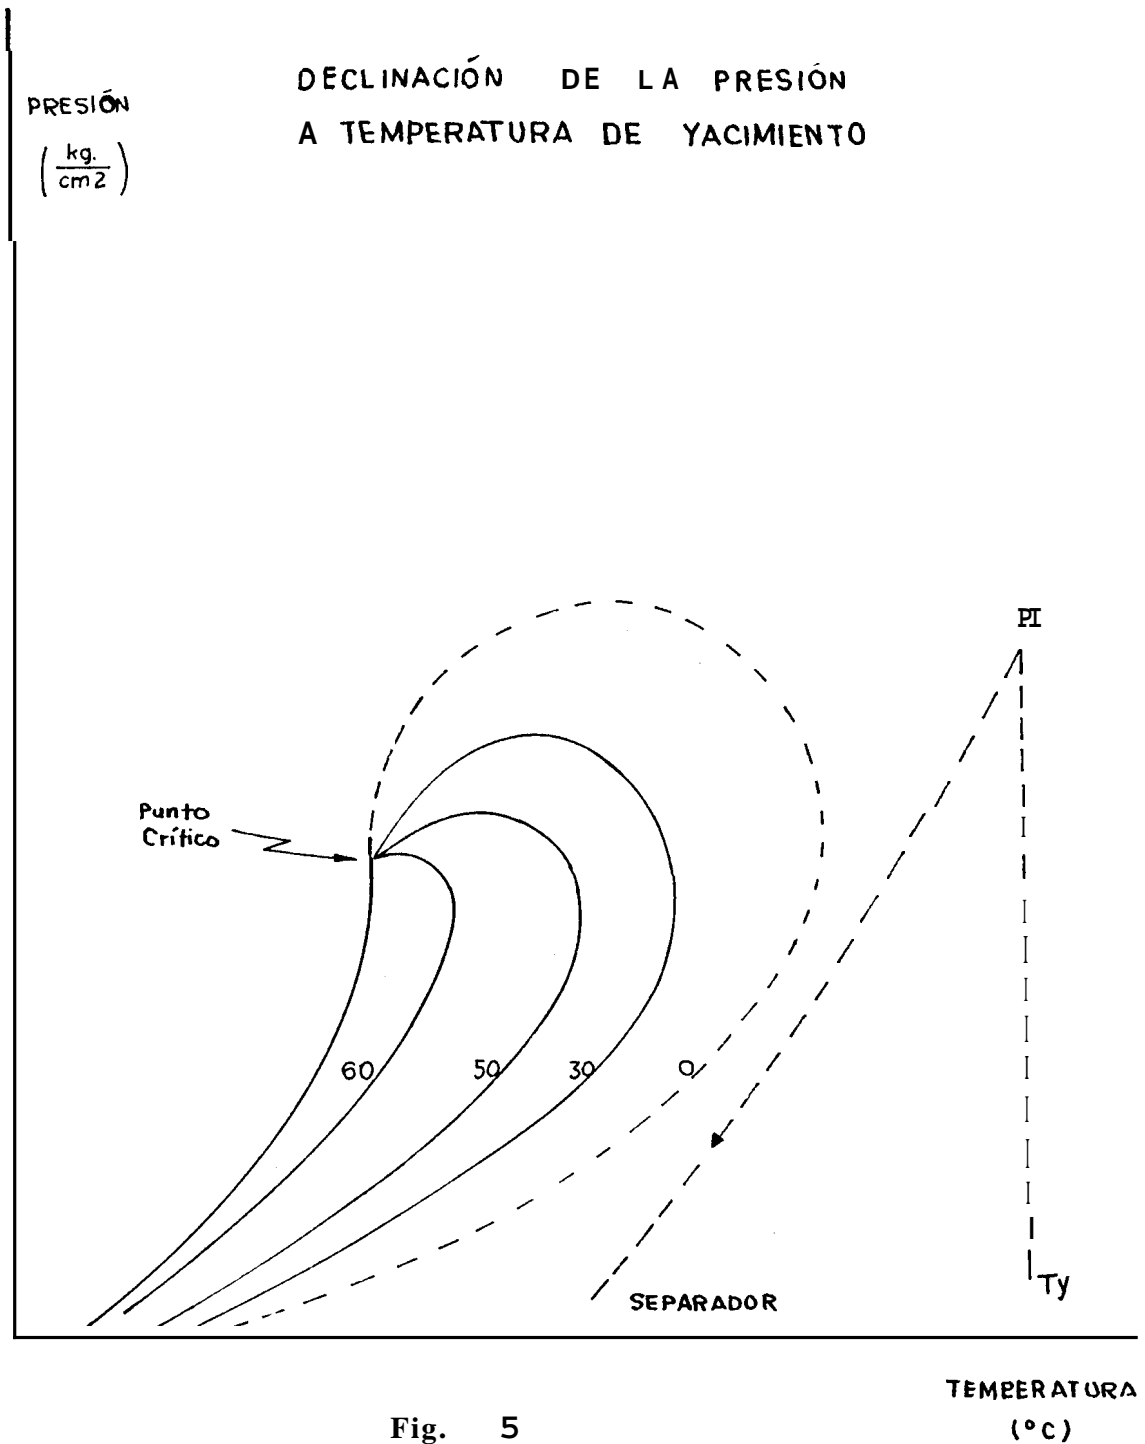 DECLINACIÓN DE LA PRESIÓN
A TEMPERATURA DE YACIMIENTO
PRESIÓN
(kg./cm2)
PI
Punto
Crítico
60
50
30
0
SEPARADOR
Ty
TEMPERATURA
(°C)
Fig. 5